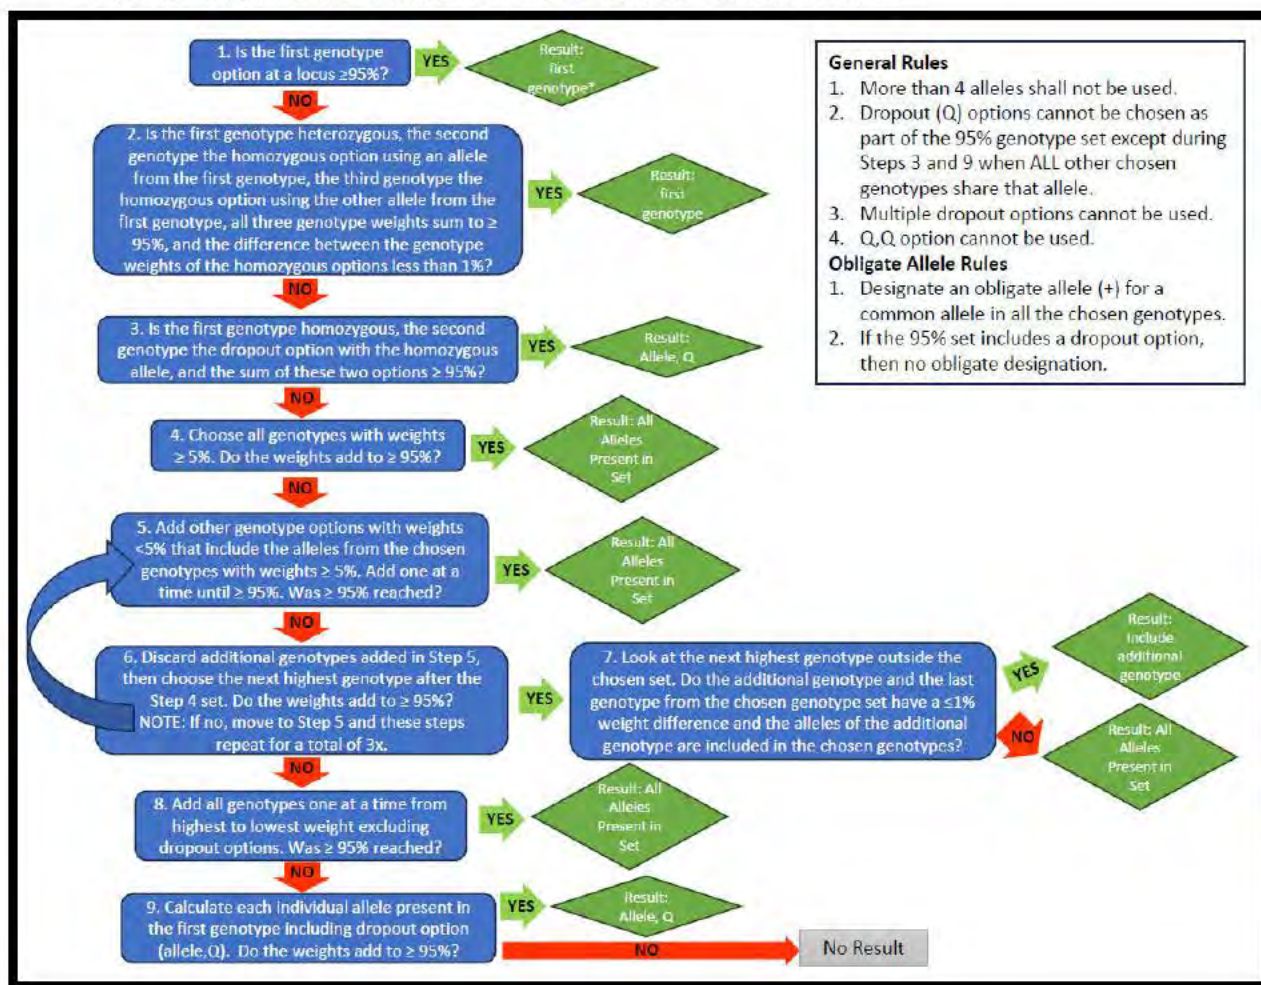 1. Is the first genotype
option at a locus ≥95%?
YES
Result:
first
genotype*
NO
2. Is the first genotype heterozygous, the second
genotype the homozygous option using an allele
from the first genotype, the third genotype the
homozygous option using the other allele from the
first genotype, all three genotype weights sum to ≥
95%, and the difference between the genotype
weights of the homozygous options less than 1%?
YES
Result:
first
genotype
NO
3. Is the first genotype homozygous, the second
genotype the dropout option with the homozygous
allele, and the sum of these two options ≥ 95%?
YES
Result:
Allele, Q
NO
4. Choose all genotypes with weights
≥ 5%. Do the weights add to ≥ 95%?
YES
Result: All
Alleles
Present in
Set
NO
5. Add other genotype options with weights
<5% that include the alleles from the chosen
genotypes with weights ≥ 5%. Add one at a
time until ≥ 95%. Was ≥ 95% reached?
YES
Result: All
Alleles
Present in
Set
NO
6. Discard additional genotypes added in Step 5,
then choose the next highest genotype after the
Step 4 set. Do the weights add to ≥ 95%?
NOTE: If no, move to Step 5 and these steps
repeat for a total of 3x.
YES
7. Look at the next highest genotype outside the
chosen set. Do the additional genotype and the last
genotype from the chosen genotype set have a ≤1%
weight difference and the alleles of the additional
genotype are included in the chosen genotypes?
YES
Result:
Include
additional
genotype
NO
Result: All
Alleles
Present in
Set
NO
8. Add all genotypes one at a time from
highest to lowest weight excluding
dropout options. Was ≥ 95% reached?
YES
Result: All
Alleles
Present in
Set
NO
9. Calculate each individual allele present in
the first genotype including dropout option
(allele,Q). Do the weights add to ≥ 95%?
YES
Result:
Allele, Q
NO
No Result
General Rules
1. More than 4 alleles shall not be used.
2. Dropout (Q) options cannot be chosen as
part of the 95% genotype set except during
Steps 3 and 9 when ALL other chosen
genotypes share that allele.
3. Multiple dropout options cannot be used.
4. Q,Q option cannot be used.
Obligate Allele Rules
1. Designate an obligate allele (+) for a
common allele in all the chosen genotypes.
2. If the 95% set includes a dropout option,
then no obligate designation.